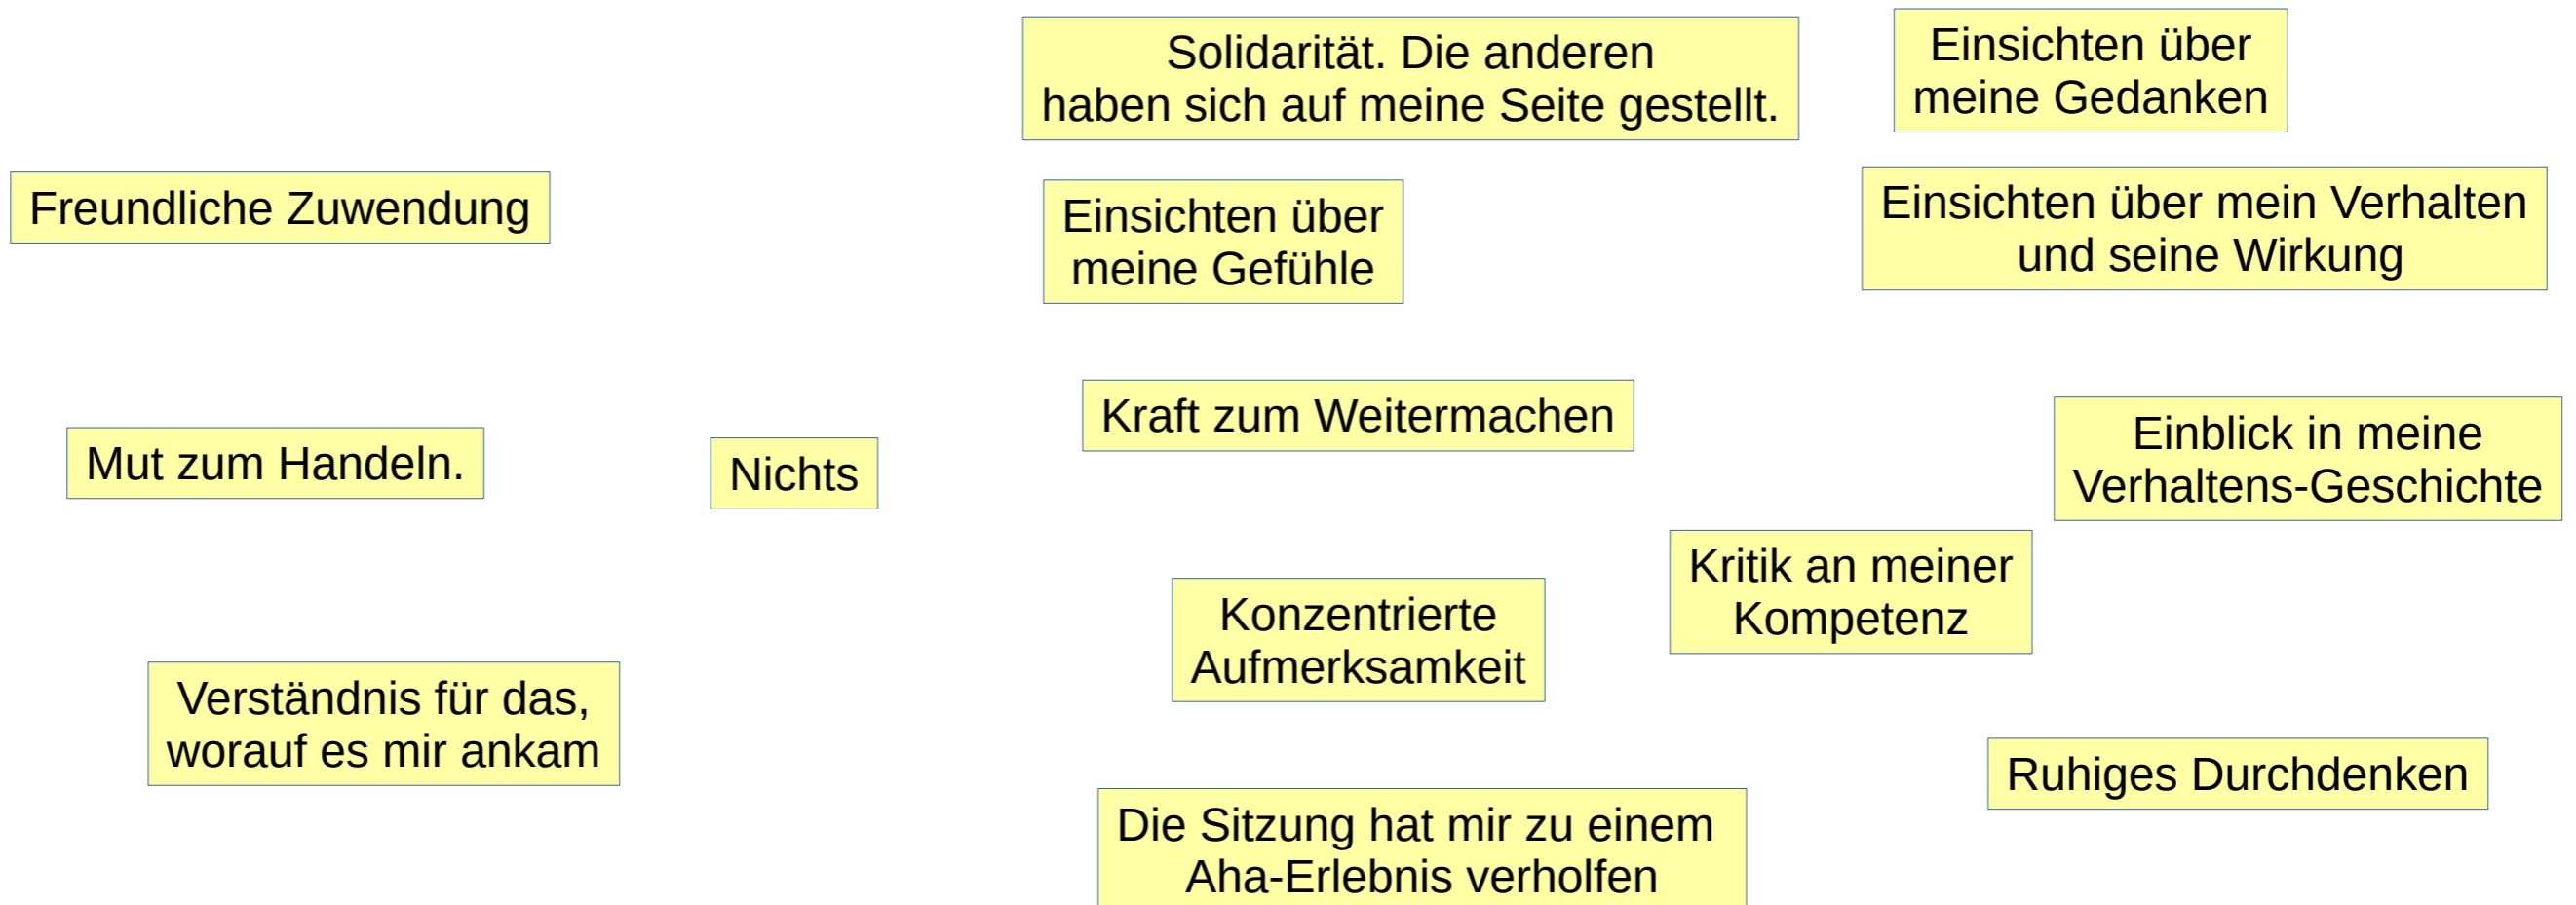 Solidarität. Die anderen
haben sich auf meine Seite gestellt.
Einsichten über
meine Gedanken
Freundliche Zuwendung
Einsichten über
meine Gefühle
Einsichten über mein Verhalten
und seine Wirkung
Mut zum Handeln.
Nichts
Kraft zum Weitermachen
Einblick in meine
Verhaltens-Geschichte
Konzentrierte
Aufmerksamkeit
Kritik an meiner
Kompetenz
Verständnis für das,
worauf es mir ankam
Ruhiges Durchdenken
Die Sitzung hat mir zu einem
Aha-Erlebnis verholfen